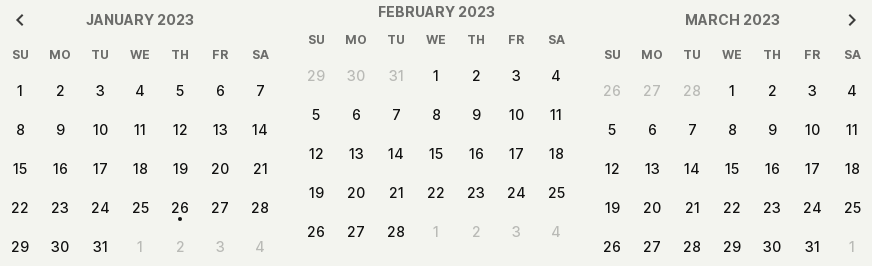 JANUARY 2023
SU MO TU WE TH FR SA
1 2 3 4 5 6 7
8 9 10 11 12 13 14
15 16 17 18 19 20 21
22 23 24 25 26 27 28
29 30 31 1 2 3 4
FEBRUARY 2023
SU MO TU WE TH FR SA
29 30 31 1 2 3 4
5 6 7 8 9 10 11
12 13 14 15 16 17 18
19 20 21 22 23 24 25
26 27 28 1 2 3 4
MARCH 2023
SU MO TU WE TH FR SA
26 27 28 1 2 3 4
5 6 7 8 9 10 11
12 13 14 15 16 17 18
19 20 21 22 23 24 25
26 27 28 29 30 31 1